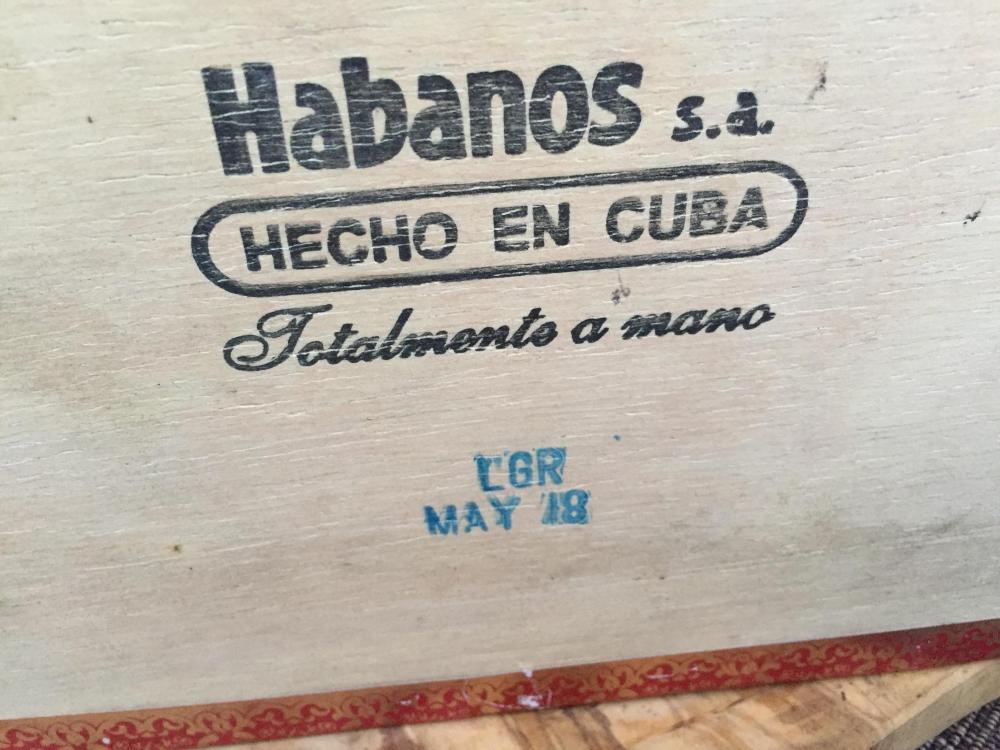 Habanos s.a.
HECHO EN CUBA
Totalmente a mano
LGR
MAY 18